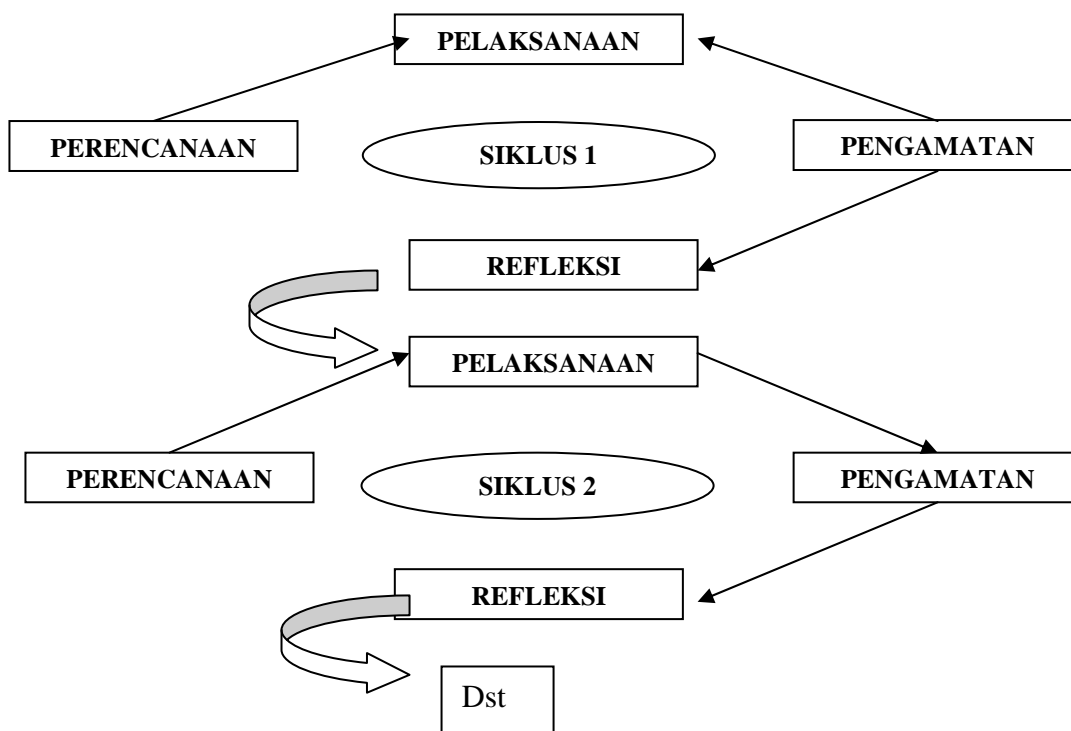 PELAKSANAAN
PERENCANAAN
SIKLUS 1
PENGAMATAN
REFLEKSI
PELAKSANAAN
PERENCANAAN
SIKLUS 2
PENGAMATAN
REFLEKSI
Dst